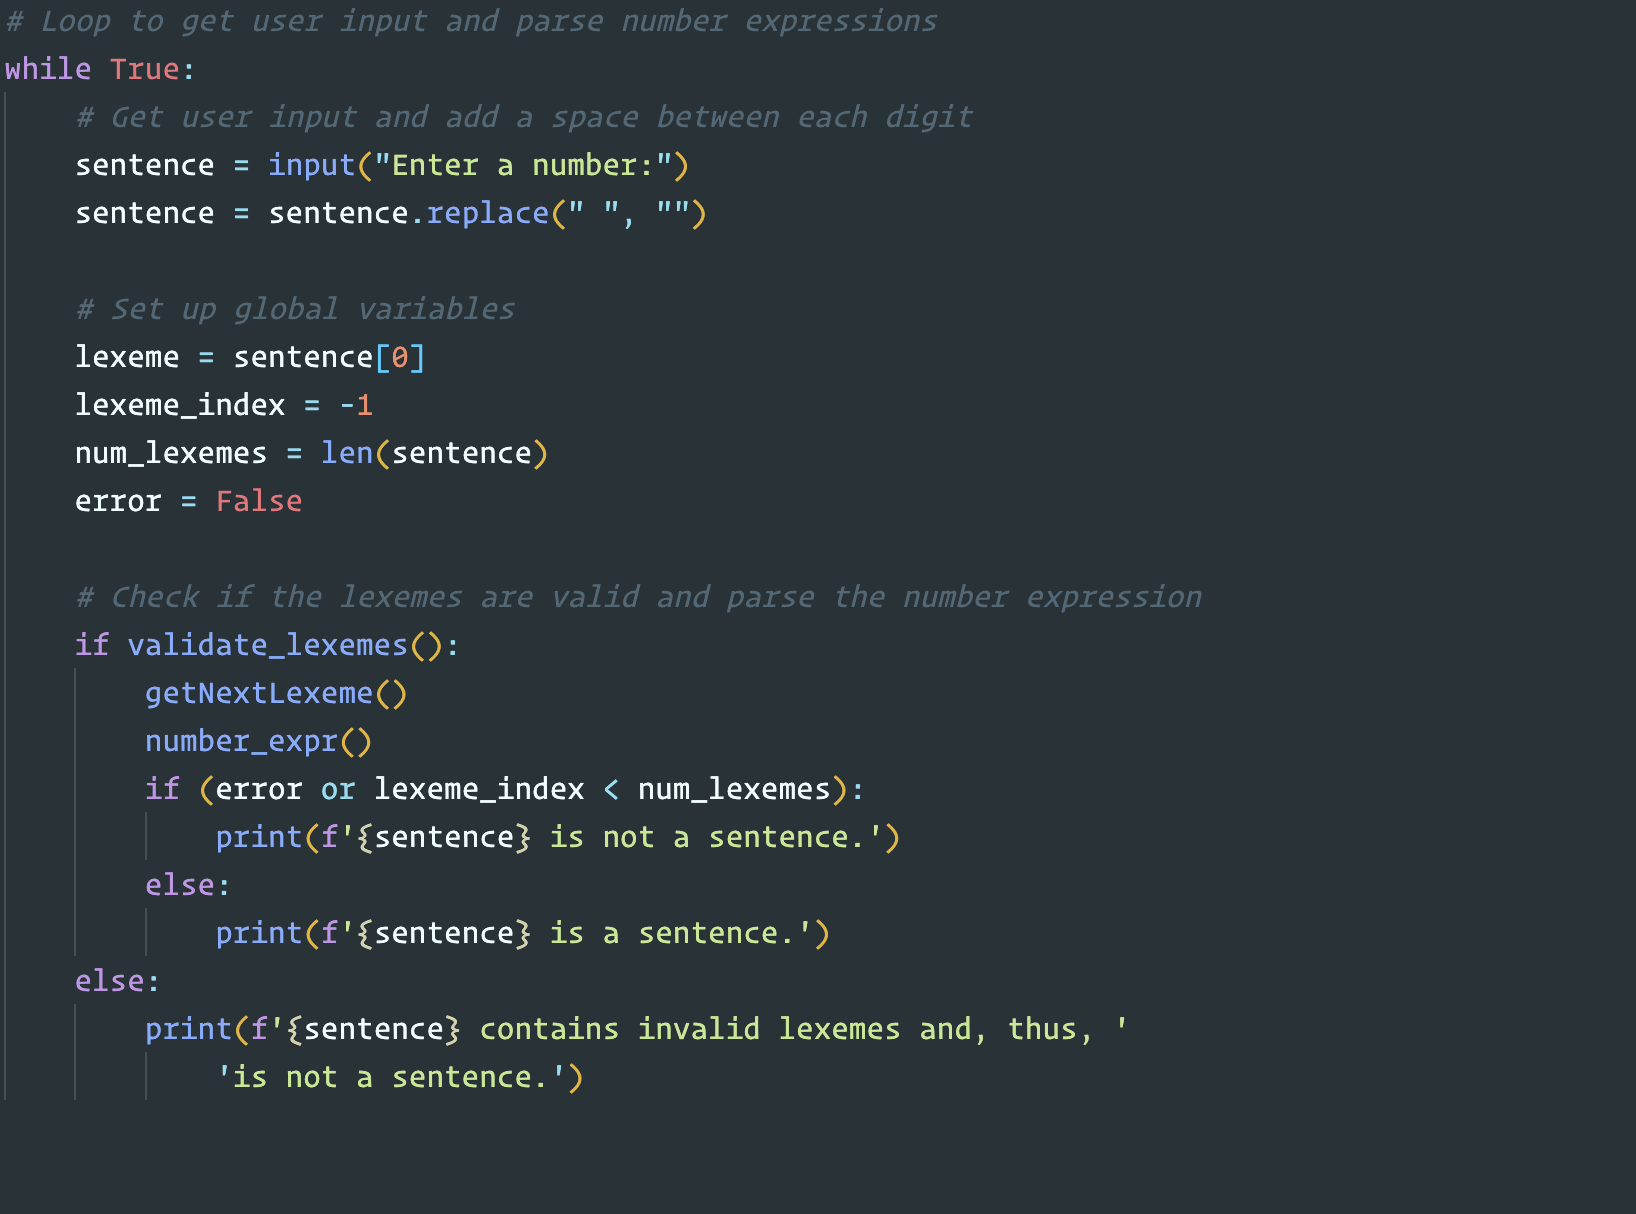 # Loop to get user input and parse number expressions
while True:
    # Get user input and add a space between each digit
    sentence = input("Enter a number:")
    sentence = sentence.replace(" ", "")

    # Set up global variables
    lexeme = sentence[0]
    lexeme_index = -1
    num_lexemes = len(sentence)
    error = False

    # Check if the lexemes are valid and parse the number expression
    if validate_lexemes():
        getNextLexeme()
        number_expr()
        if (error or lexeme_index < num_lexemes):
            print(f'{sentence} is not a sentence.')
        else:
            print(f'{sentence} is a sentence.')
    else:
        print(f'{sentence} contains invalid lexemes and, thus, '
            'is not a sentence.')